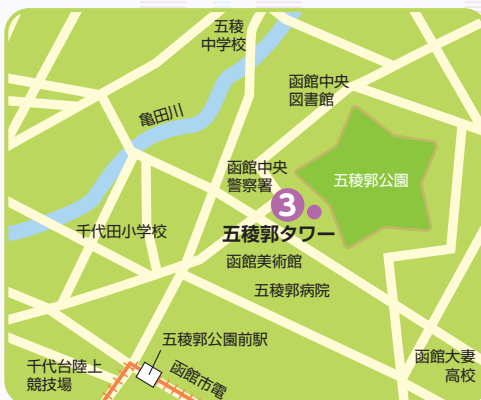 五稜
中学校
函館中央
図書館
亀田川
函館中央
警察署
五稜郭公園
3
五稜郭タワー
千代田小学校
函館美術館
五稜郭病院
五稜郭公園前駅
函館市電
千代台陸上
競技場
函館大妻
高校